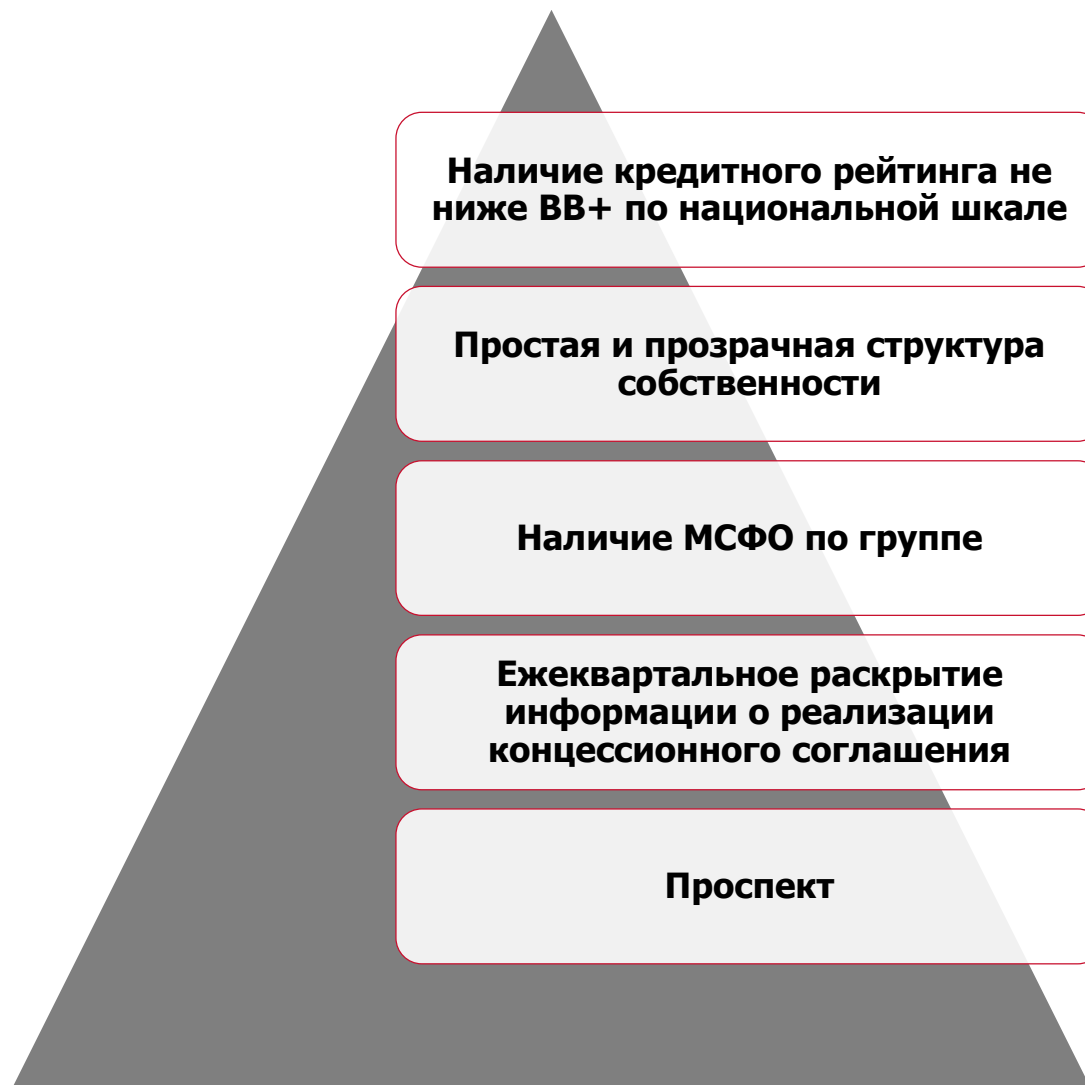 Наличие кредитного рейтинга не
ниже BB+ по национальной шкале
Простая и прозрачная структура
собственности
Наличие МСФО по группе
Ежеквартальное раскрытие
информации о реализации
концессионного соглашения
Проспект